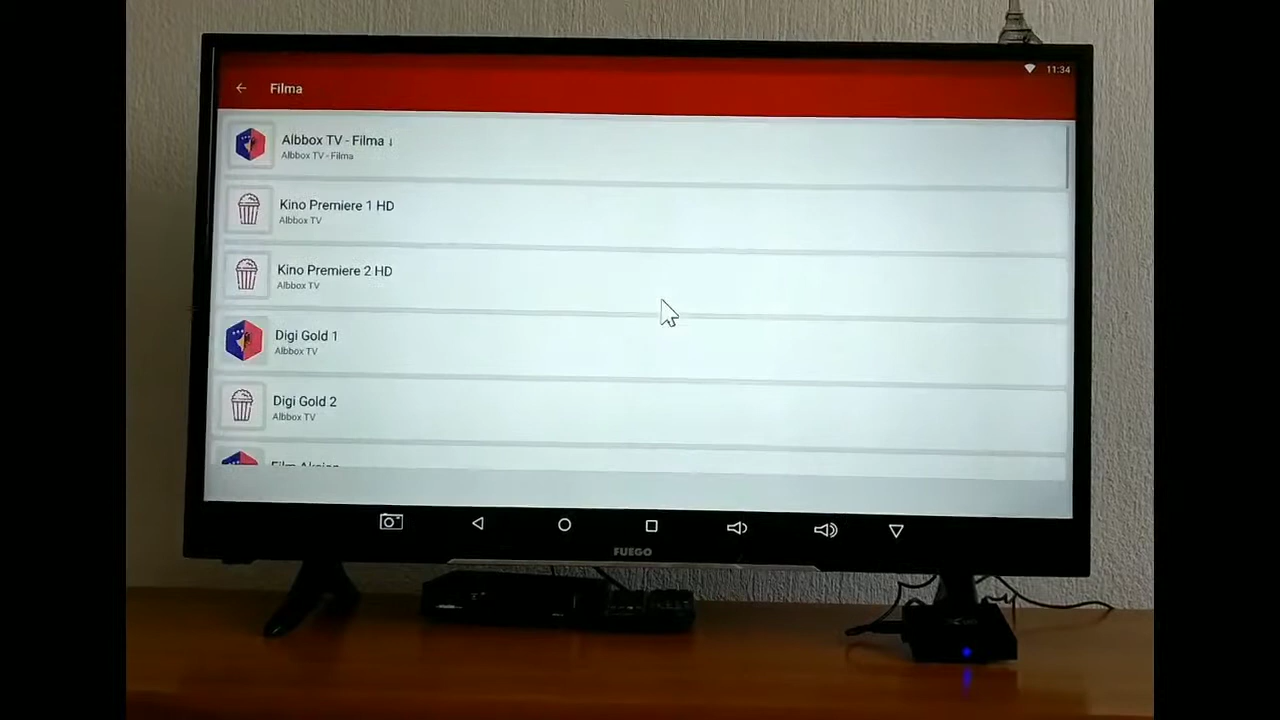 11:34
Filma
Albbox TV - Filma ↓
Albbox TV - Filma
Kino Premiere 1 HD
Albbox TV
Kino Premiere 2 HD
Albbox TV
Digi Gold 1
Albbox TV
Digi Gold 2
Albbox TV
FUEGO